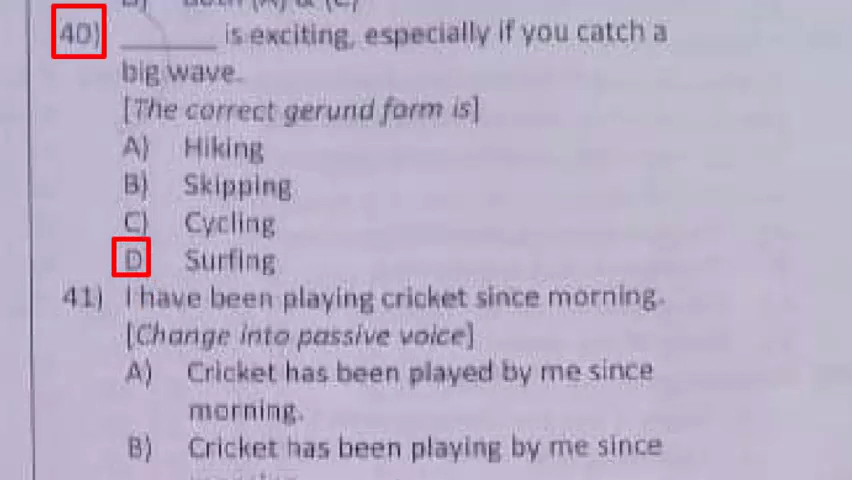 40) ______ is exciting, especially if you catch a
big wave.
[The correct gerund form is]
A) Hiking
B) Skipping
C) Cycling
D Surfing
41) I have been playing cricket since morning.
[Change into passive voice]
A) Cricket has been played by me since
morning.
B) Cricket has been playing by me since